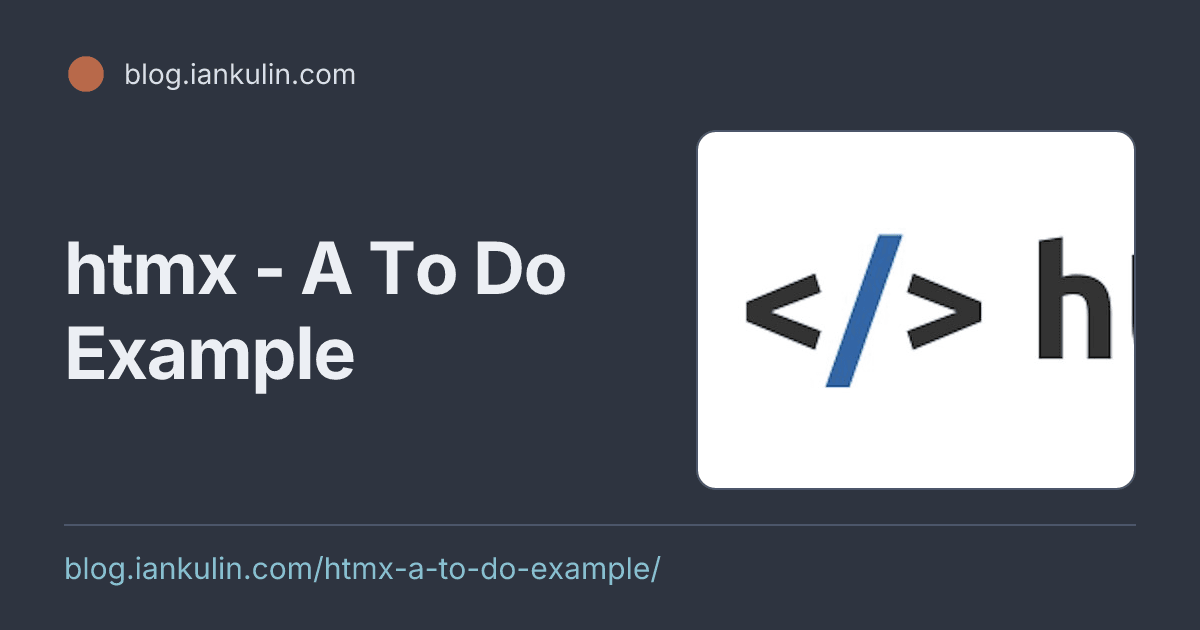 blog.iankulin.com
htmx - A To Do
Example
</> h
blog.iankulin.com/htmx-a-to-do-example/